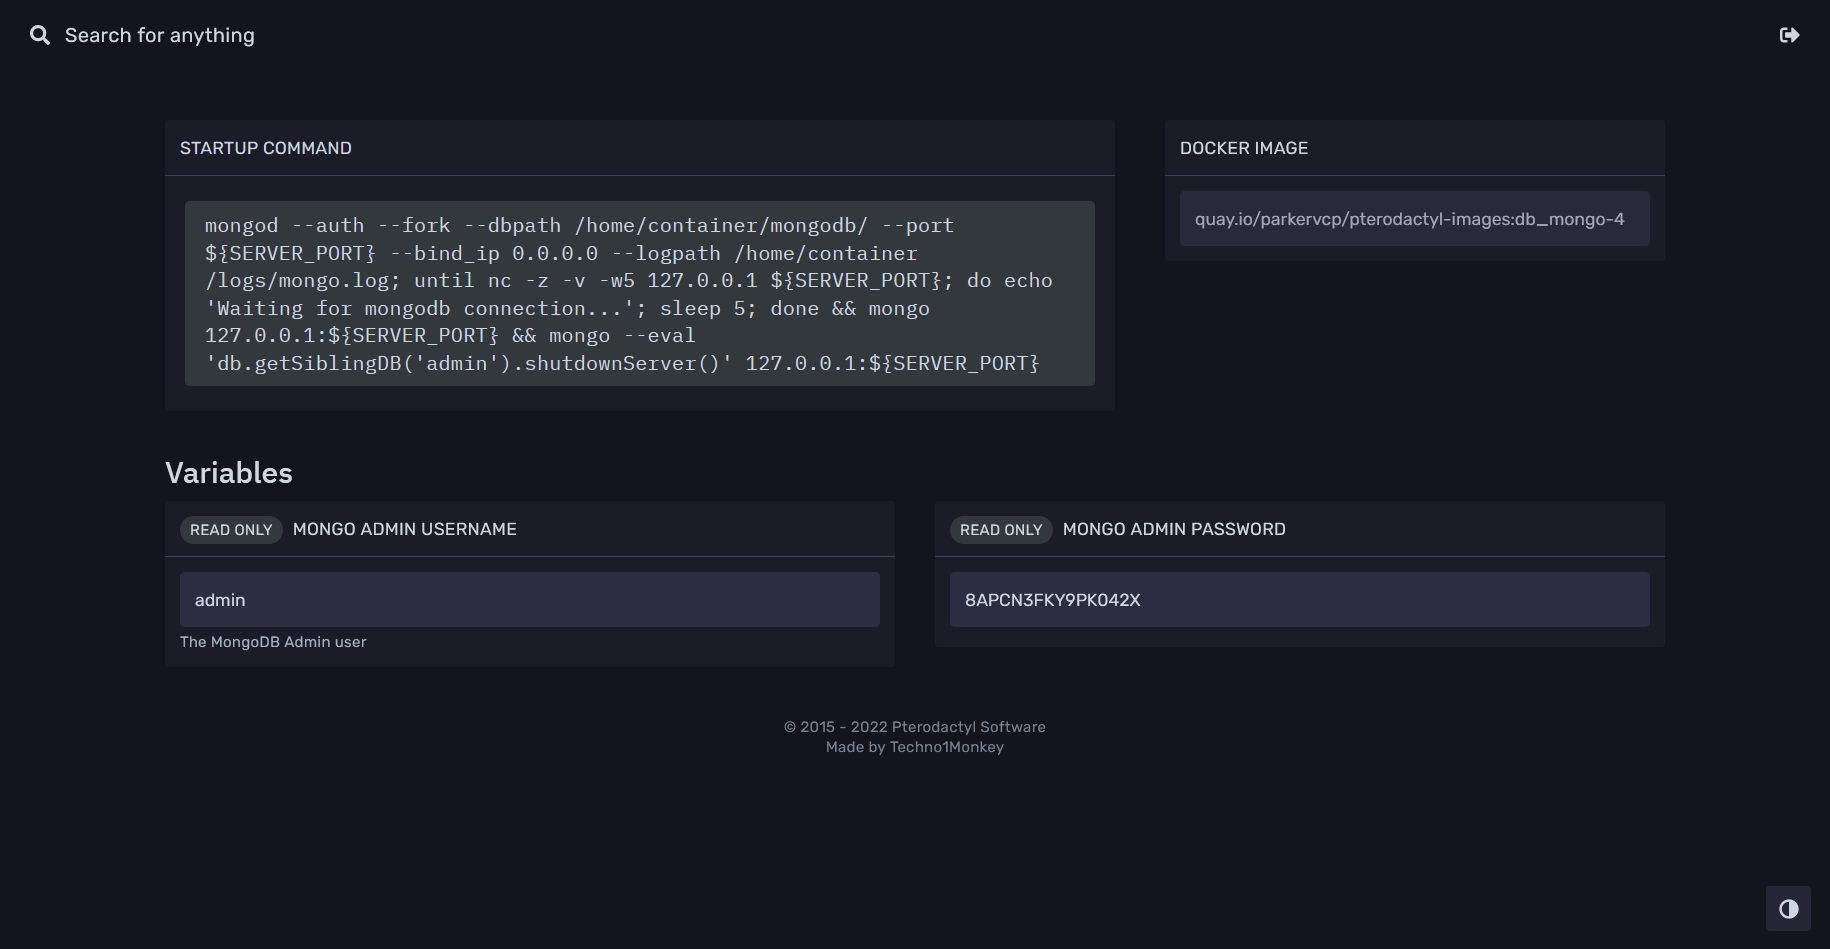 Search for anything
STARTUP COMMAND
mongod --auth --fork --dbpath /home/container/mongodb/ --port
${SERVER_PORT} --bind_ip 0.0.0.0 --logpath /home/container
/logs/mongo.log; until nc -z -v -w5 127.0.0.1 ${SERVER_PORT}; do echo
'Waiting for mongodb connection...'; sleep 5; done && mongo
127.0.0.1:${SERVER_PORT} && mongo --eval
'db.getSiblingDB('admin').shutdownServer()' 127.0.0.1:${SERVER_PORT}
DOCKER IMAGE
quay.io/parkervcp/pterodactyl-images:db_mongo-4
Variables
READ ONLY MONGO ADMIN USERNAME
admin
The MongoDB Admin user
READ ONLY MONGO ADMIN PASSWORD
8APCN3FKY9PK042X
© 2015 - 2022 Pterodactyl Software
Made by Techno1Monkey